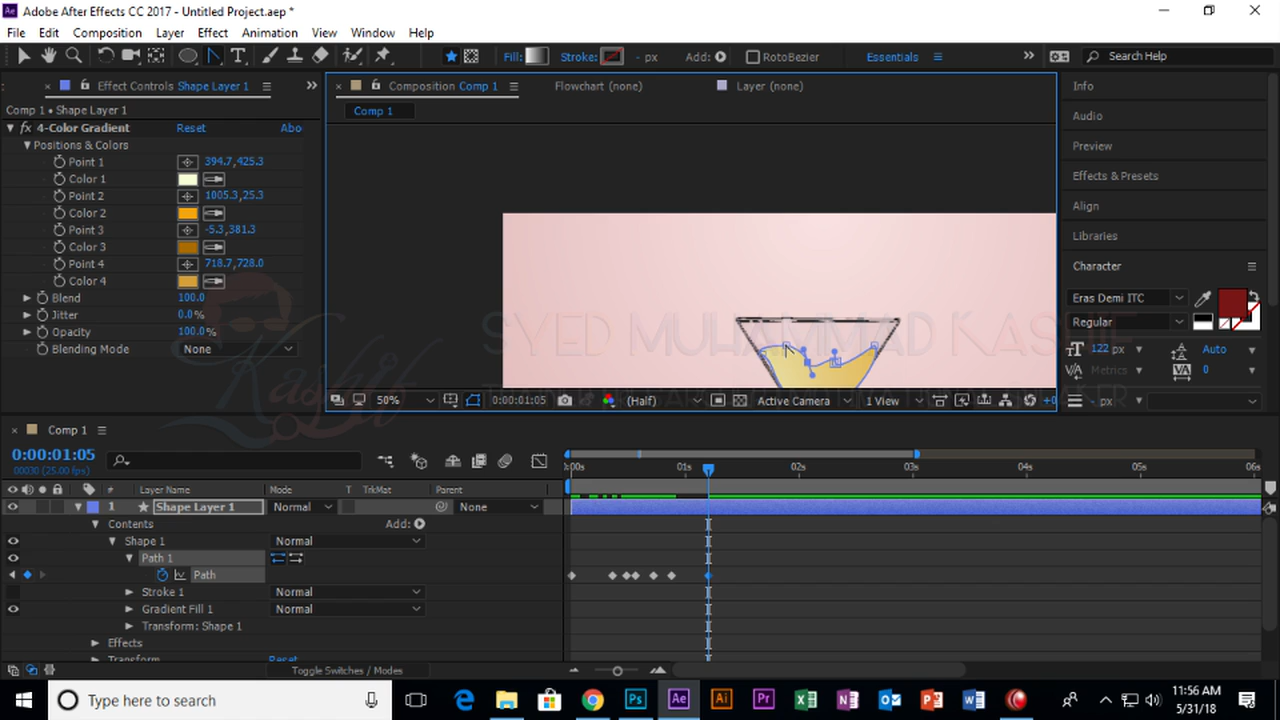 Adobe After Effects CC 2017 - Untitled Project.aep *
File Edit Composition Layer Effect Animation View Window Help
Fill: Stroke: - px Add: RotoBezier Essentials Search Help
Effect Controls Shape Layer 1
Composition Comp 1 Flowchart (none) Layer (none)
Info
Comp 1 • Shape Layer 1
Comp 1
Audio
fx 4-Color Gradient Reset Abo
Positions & Colors
Preview
Point 1 394.7,425.3
Color 1
Effects & Presets
Point 2 1005.3,25.3
Color 2
Align
Point 3 -5.3,381.3
Libraries
Color 3
Point 4 718.7,728.0
Character
Color 4
Blend 100.0
Eras Demi ITC
Jitter 0.0%
Regular
Opacity 100.0%
SYED MUHAMMAD KASHIF
Kashif
Blending Mode None
122 px Auto
Metrics 0
50% 0:00:01:05 (Half) Active Camera 1 View +0
- px
Comp 1
0:00:01:05
00030 (25.00 fps)
:00s 01s 02s 03s 04s 05s 06s
# Layer Name Mode T TrkMat Parent
1 Shape Layer 1 Normal None
Contents Add:
Shape 1 Normal
Path 1
Path
Stroke 1 Normal
Gradient Fill 1 Normal
Transform: Shape 1
Effects
Transform Reset
Toggle Switches / Modes
Type here to search
11:56 AM
5/31/18